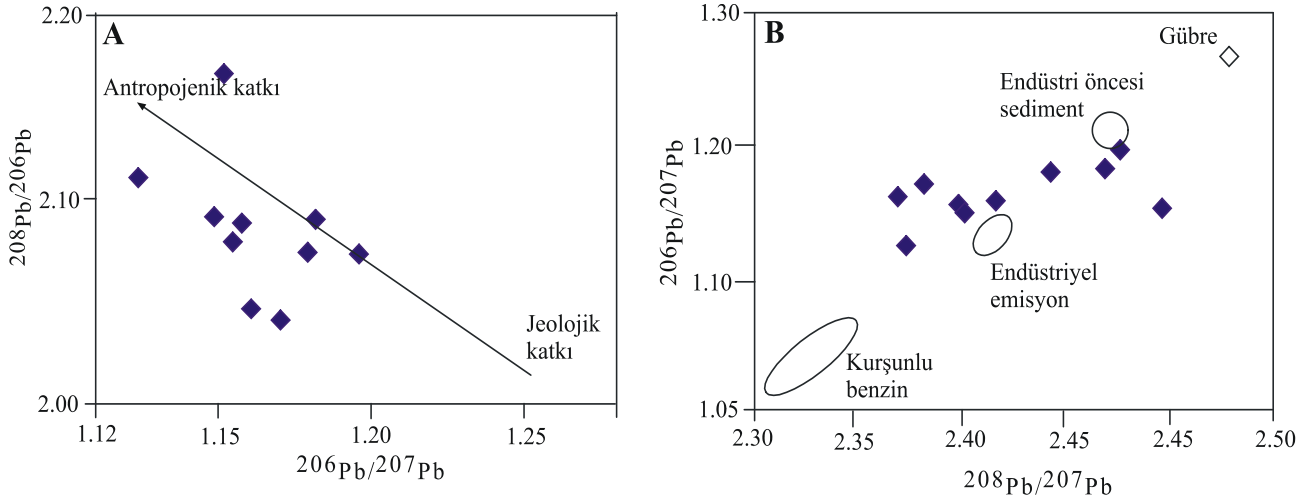 A
2.20
2.10
2.00
208Pb/206Pb
Antropojenik katkı
Jeolojik
katkı
1.12
1.15
1.20
1.25
206Pb/207Pb
B
1.30
1.20
1.10
1.05
206Pb/207Pb
Gübre
Endüstri öncesi
sediment
Endüstriyel
emisyon
Kurşunlu
benzin
2.30
2.35
2.40
2.45
2.45
2.50
208Pb/207Pb